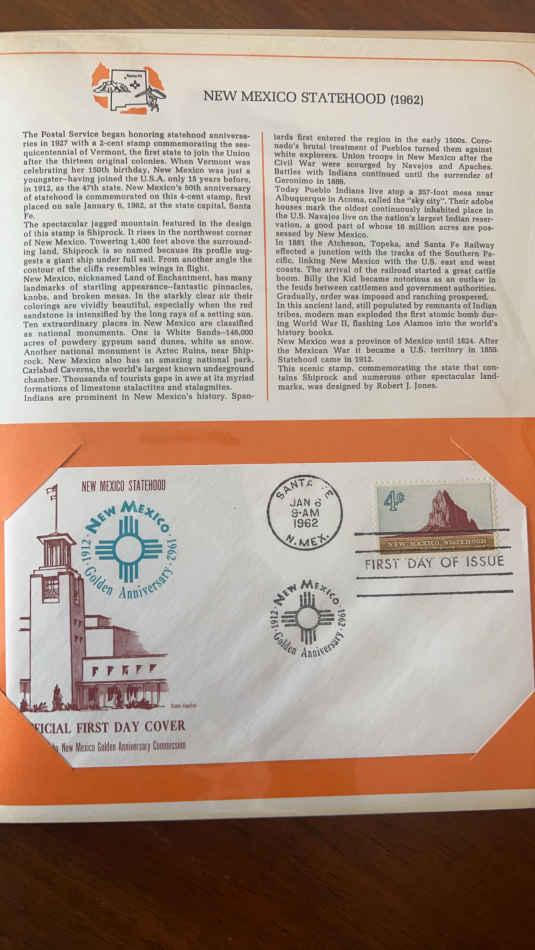 Santa Fe
NEW MEXICO STATEHOOD (1962)
The Postal Service began honoring statehood anniversa-
ries in 1927 with a 2-cent stamp commemorating the ses-
quicentennial of Vermont, the first state to join the Union
after the thirteen original colonies. When Vermont was
celebrating her 150th birthday, New Mexico was just a
youngster—having joined the U.S.A. only 15 years before,
in 1912, as the 47th state. New Mexico's 50th anniversary
of statehood is commemorated on this 4-cent stamp, first
placed on sale January 6, 1962, at the state capital, Santa
Fe.
The spectacular jagged mountain featured in the design
of this stamp is Shiprock. It rises in the northwest corner
of New Mexico. Towering 1,400 feet above the surround-
ing land, Shiprock is so named because its profile sug-
gests a giant ship under full sail. From another angle the
contour of the cliffs resembles wings in flight.
New Mexico, nicknamed Land of Enchantment, has many
landmarks of startling appearance—fantastic pinnacles,
knobs, and broken mesas. In the starkly clear air their
colorings are vividly beautiful, especially when the red
sandstone is intensified by the long rays of a setting sun.
Ten extraordinary places in New Mexico are classified
as national monuments. One is White Sands—146,000
acres of powdery gypsum sand dunes, white as snow.
Another national monument is Aztec Ruins, near Ship-
rock. New Mexico also has an amazing national park,
Carlsbad Caverns, the world's largest known underground
chamber. Thousands of tourists gape in awe at its myriad
formations of limestone stalactites and stalagmites.
Indians are prominent in New Mexico's history. Span-
iards first entered the region in the early 1500s. Coro-
nado's brutal treatment of Pueblos turned them against
white explorers. Union troops in New Mexico after the
Civil War were scourged by Navajos and Apaches.
Battles with Indians continued until the surrender of
Geronimo in 1886.
Today Pueblo Indians live atop a 357-foot mesa near
Albuquerque in Acoma, called the "sky city". Their adobe
houses mark the oldest continuously inhabited place in
the U.S. Navajos live on the nation's largest Indian reser-
vation, a good part of whose 16 million acres are pos-
sessed by New Mexico.
In 1881 the Atcheson, Topeka, and Santa Fe Railway
effected a junction with the tracks of the Southern Pa-
cific, linking New Mexico with the U.S. east and west
coasts. The arrival of the railroad started a great cattle
boom. Billy the Kid became notorious as an outlaw in
the feuds between cattlemen and government authorities.
Gradually, order was imposed and ranching prospered.
In this ancient land, still populated by remnants of Indian
tribes, modern man exploded the first atomic bomb dur-
ing World War II, flashing Los Alamos into the world's
history books.
New Mexico was a province of Mexico until 1824. After
the Mexican War it became a U.S. territory in 1850.
Statehood came in 1912.
This scenic stamp, commemorating the state that con-
tains Shiprock and numerous other spectacular land-
marks, was designed by Robert J. Jones.
NEW MEXICO STATEHOOD
New Mexico
1912 · Golden Anniversary · 1962
State Capitol
FICIAL FIRST DAY COVER
New Mexico Golden Anniversary Commission
SANTA E
JAN 6
9-AM
1962
N. MEX.
New Mexico
1912 · Golden Anniversary · 1962
4¢
NEW MEXICO STATEHOOD
FIRST DAY OF ISSUE